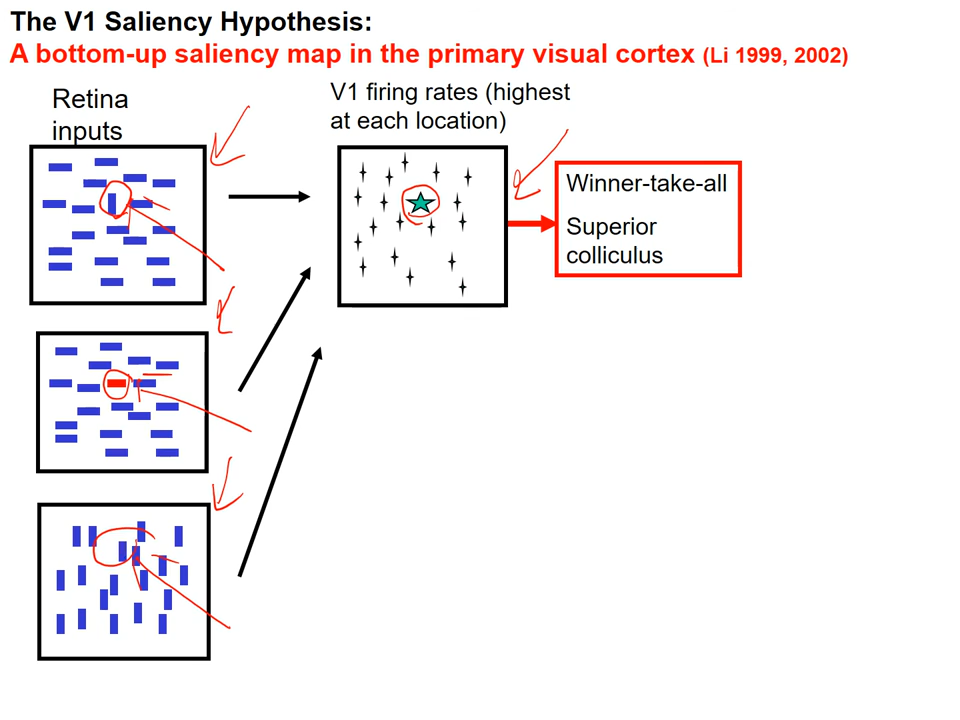 The V1 Saliency Hypothesis:
A bottom-up saliency map in the primary visual cortex (Li 1999, 2002)
Retina
inputs
V1 firing rates (highest
at each location)
Winner-take-all
Superior
colliculus